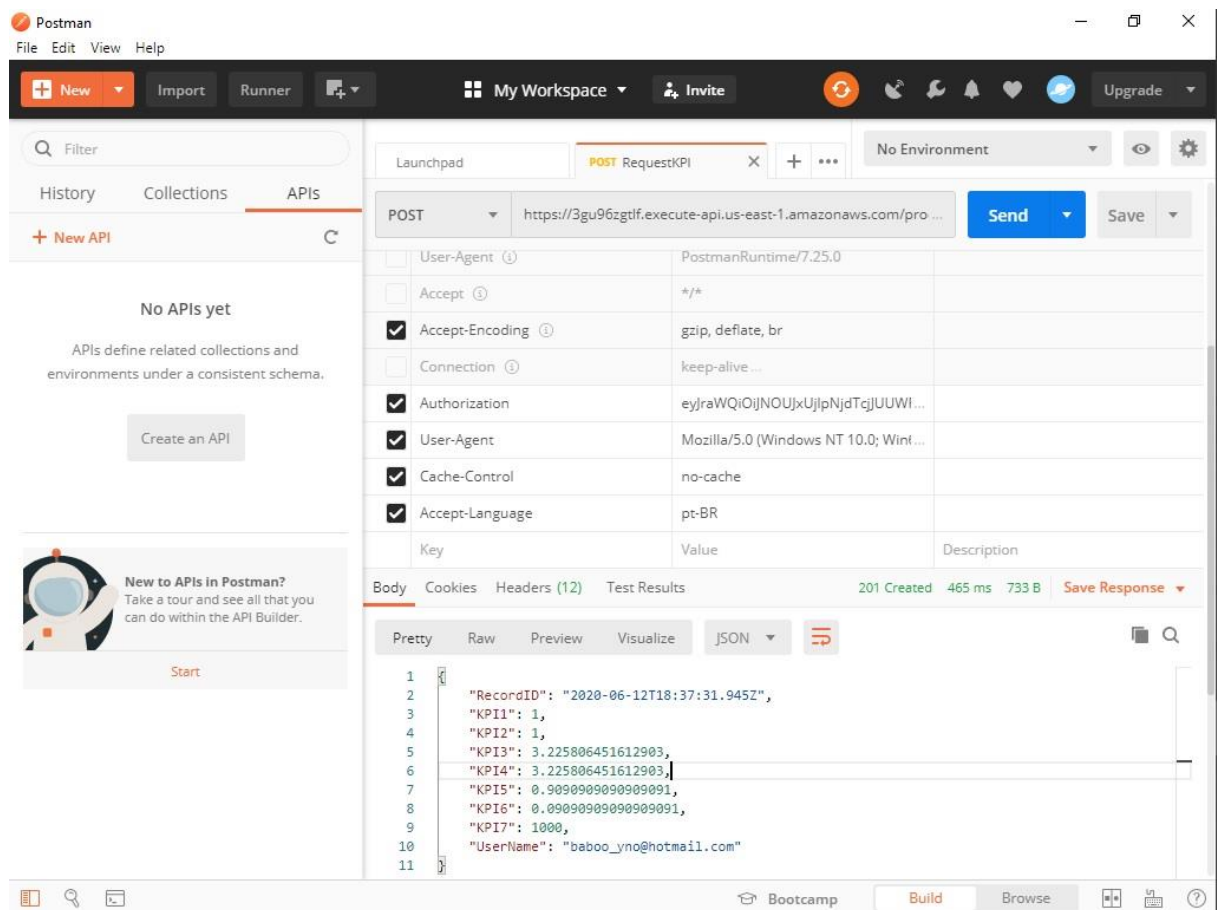 Postman
File Edit View Help
New Import Runner My Workspace Invite Upgrade
Filter
History Collections APIs
+ New API
No APIs yet
APIs define related collections and
environments under a consistent schema.
Create an API
New to APIs in Postman?
Take a tour and see all that you
can do within the API Builder.
Start
Launchpad POST RequestKPI No Environment
POST https://3gu96zgtlf.execute-api.us-east-1.amazonaws.com/pro ... Send Save
User-Agent PostmanRuntime/7.25.0
Accept */*
Accept-Encoding gzip, deflate, br
Connection keep-alive ...
Authorization
User-Agent Mozilla/5.0 (Windows NT 10.0;
Cache-Control no-cache
Accept-Language pt-BR
Key Value Description
Body Cookies Headers (12) Test Results 201 Created 465 ms 733 B Save Response
Pretty Raw Preview Visualize JSON
1 {
2 "RecordID": "2020-06-12T18:37:31.945Z",
3 "KPI1": 1,
4 "KPI2": 1,
5 "KPI3": 3.225806451612903,
6 "KPI4": 3.225806451612903,
7 "KPI5": 0.9090909090909091,
8 "KPI6": 0.09090909090909091,
9 "KPI7": 1000,
10 "UserName": "baboo_yno@hotmail.com"
11 }
Bootcamp Build Browse